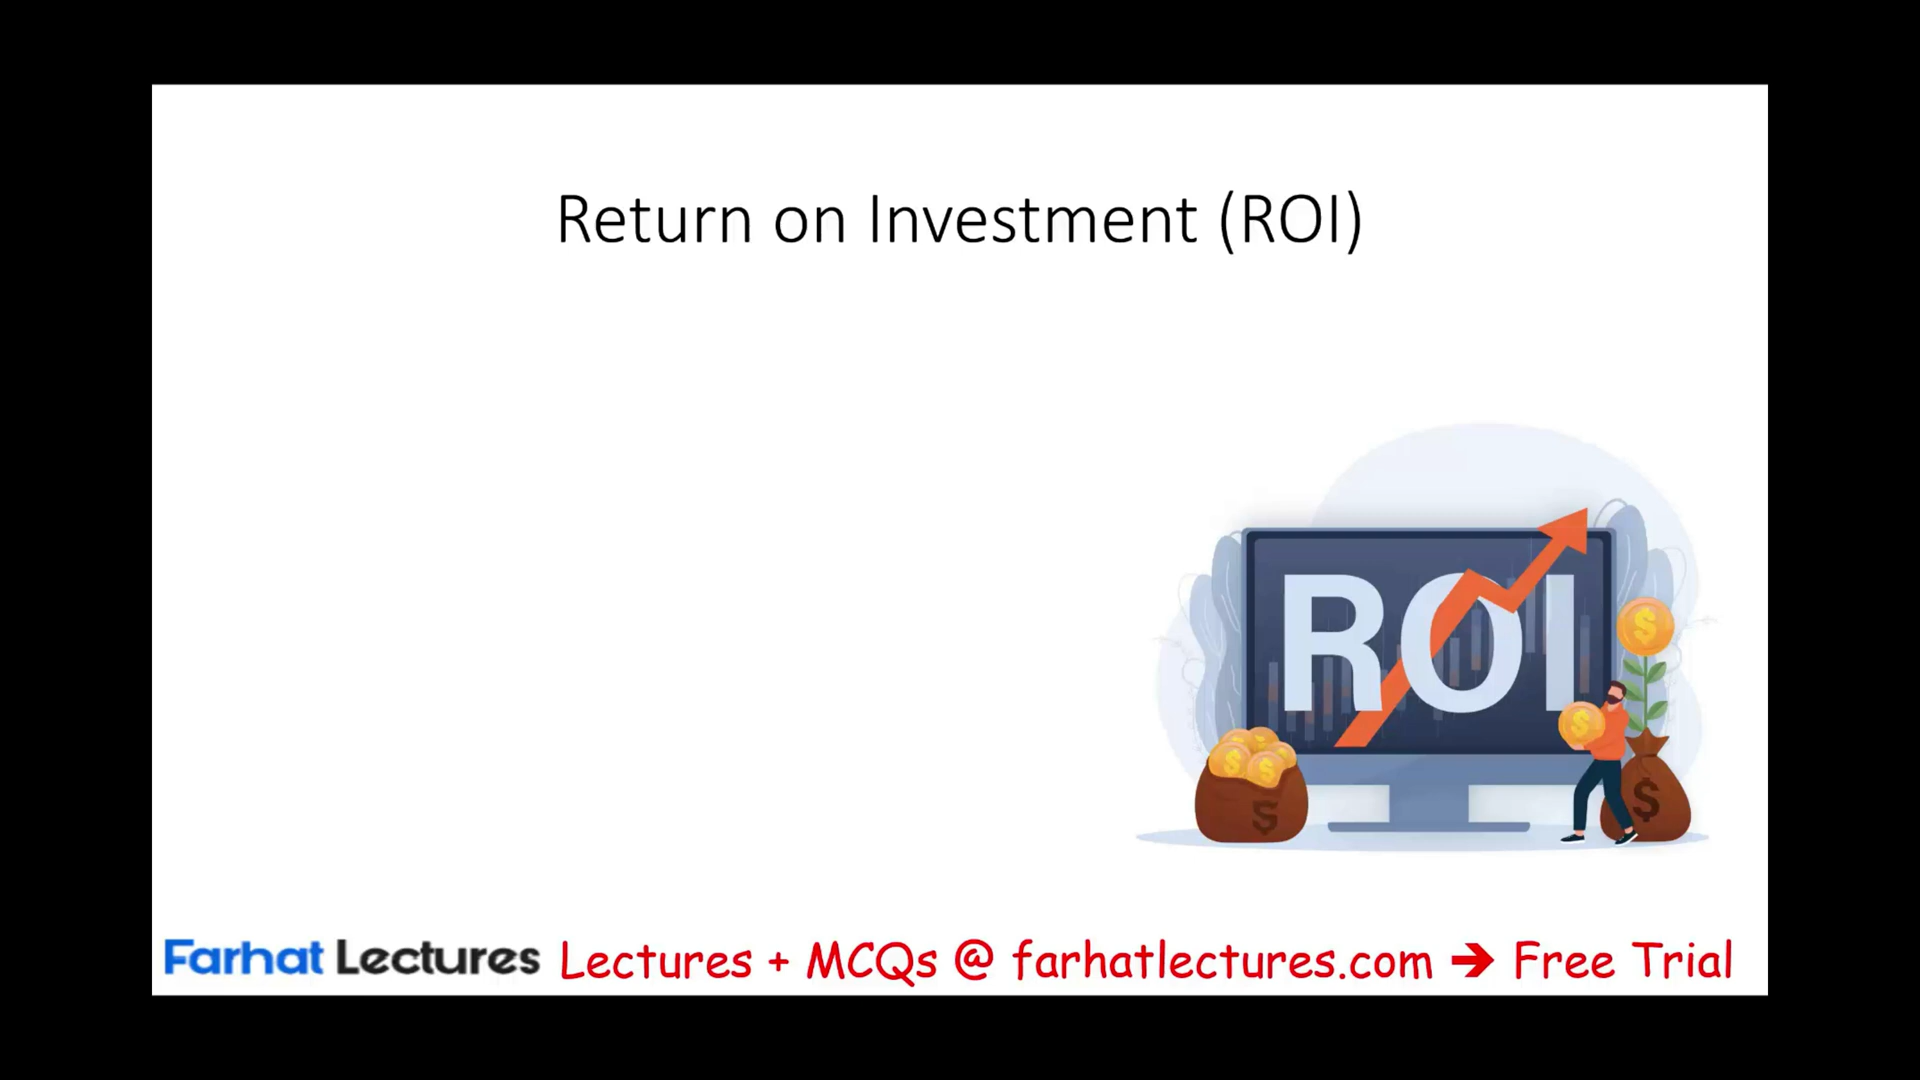 Return on Investment (ROI)
ROI
$
$
$
$
$
$
Farhat Lectures Lectures + MCQs @ farhatlectures.com ➔ Free Trial